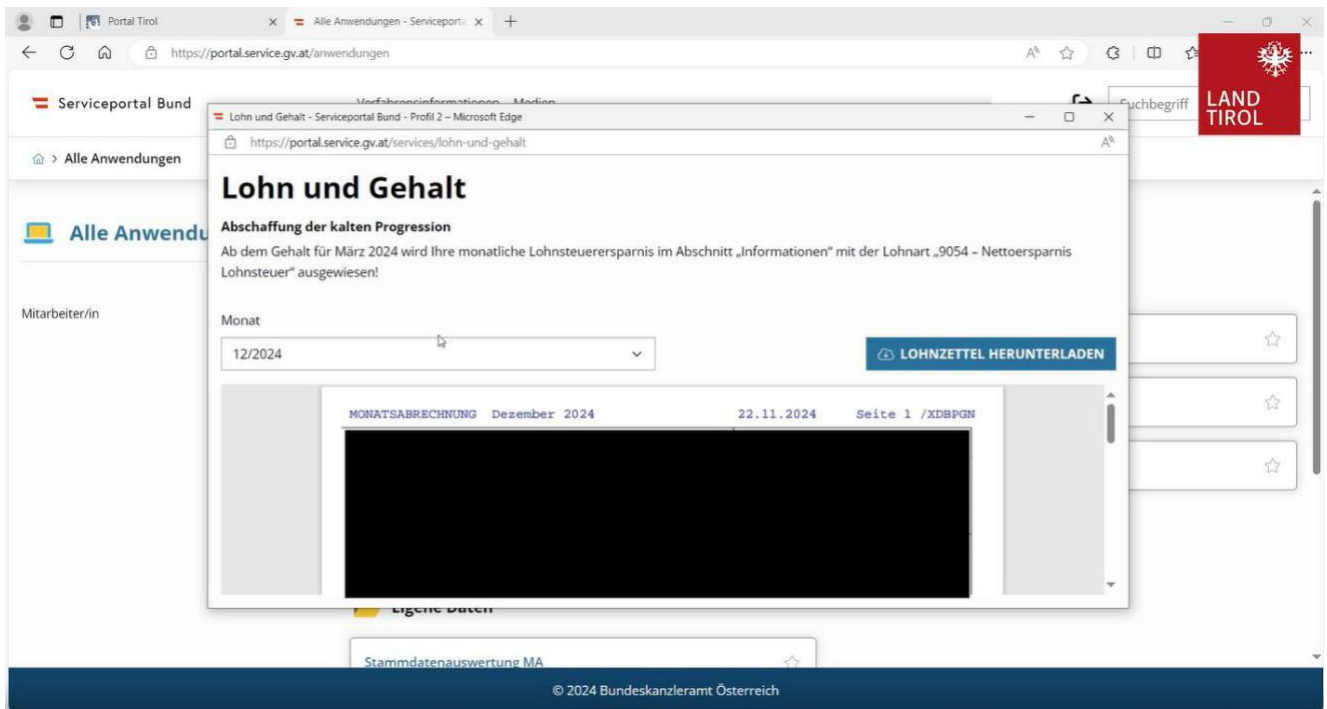 Portal Tirol
Alle Anwendungen - Serviceporta
https://portal.service.gv.at/anwendungen
Serviceportal Bund
Verfahrensinformationen Medien
Suchbegriff
LAND
TIROL
Alle Anwendungen
Lohn und Gehalt - Serviceportal Bund - Profil 2 – Microsoft Edge
https://portal.service.gv.at/services/lohn-und-gehalt
Lohn und Gehalt
Alle Anwendu
Abschaffung der kalten Progression
Ab dem Gehalt für März 2024 wird Ihre monatliche Lohnsteuerersparnis im Abschnitt „Informationen“ mit der Lohnart „9054 – Nettoersparnis
Lohnsteuer“ ausgewiesen!
Mitarbeiter/in
Monat
12/2024
LOHNZETTEL HERUNTERLADEN
MONATSABRECHNUNG Dezember 2024 22.11.2024 Seite 1 /XDBPGN
Eigene Daten
Stammdatenauswertung MA
© 2024 Bundeskanzleramt Österreich